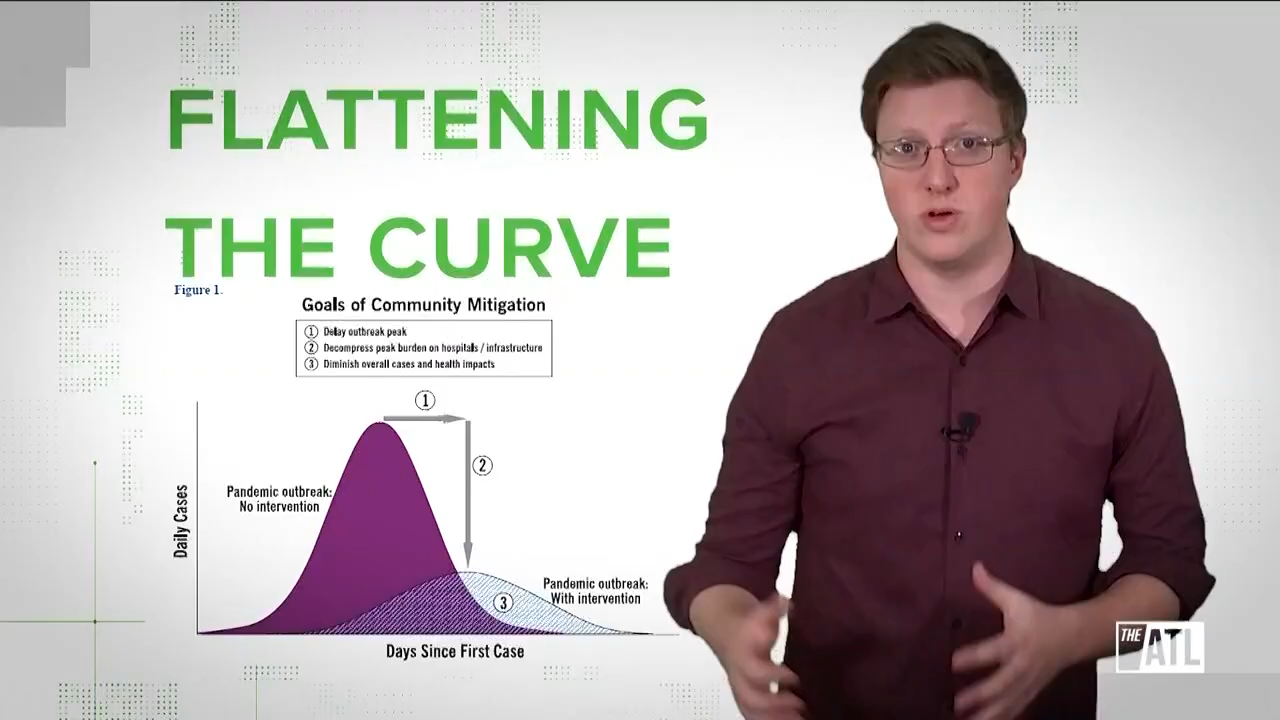 FLATTENING
THE CURVE
Figure 1.
Goals of Community Mitigation
① Delay outbreak peak
② Decompress peak burden on hospitals / infrastructure
③ Diminish overall cases and health impacts
①
②
Pandemic outbreak:
No intervention
Daily Cases
Pandemic outbreak:
With intervention
③
Days Since First Case
THE ATL